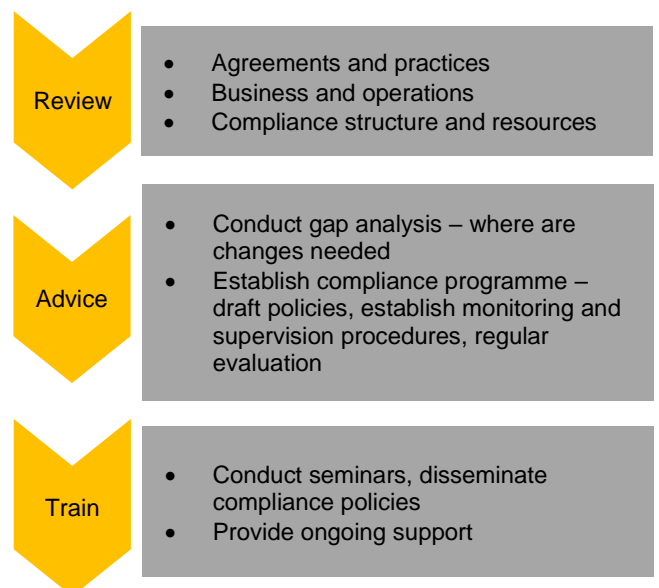 Review
• Agreements and practices
• Business and operations
• Compliance structure and resources
Advice
• Conduct gap analysis – where are
changes needed
• Establish compliance programme –
draft policies, establish monitoring and
supervision procedures, regular
evaluation
Train
• Conduct seminars, disseminate
compliance policies
• Provide ongoing support